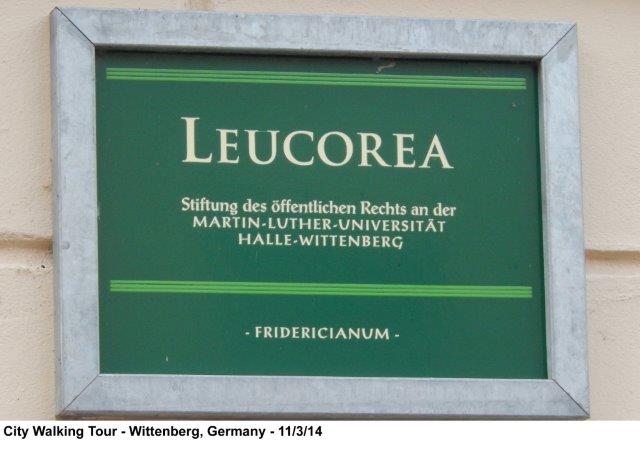 LEUCOREA
Stiftung des öffentlichen Rechts an der
MARTIN-LUTHER-UNIVERSITÄT
HALLE-WITTENBERG
- FRIDERICIANUM -
City Walking Tour - Wittenberg, Germany - 11/3/14